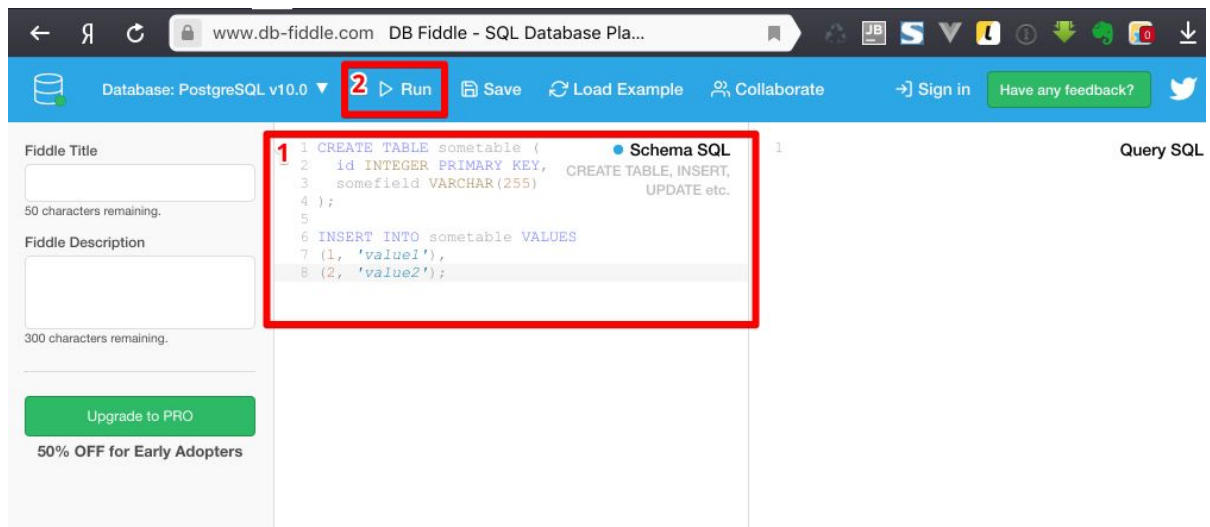 Я www.db-fiddle.com DB Fiddle - SQL Database Pla... JB S V l 0
Database: PostgreSQL v10.0 ▼ 2 Run Save Load Example Collaborate Sign in Have any feedback?
Fiddle Title
50 characters remaining.
Fiddle Description
300 characters remaining.
Upgrade to PRO
50% OFF for Early Adopters
1
Schema SQL
CREATE TABLE, INSERT,
UPDATE etc.
1 CREATE TABLE sometable (
2 id INTEGER PRIMARY KEY,
3 somefield VARCHAR(255)
4 );
5
6 INSERT INTO sometable VALUES
7 (1, 'value1'),
8 (2, 'value2');
1 Query SQL